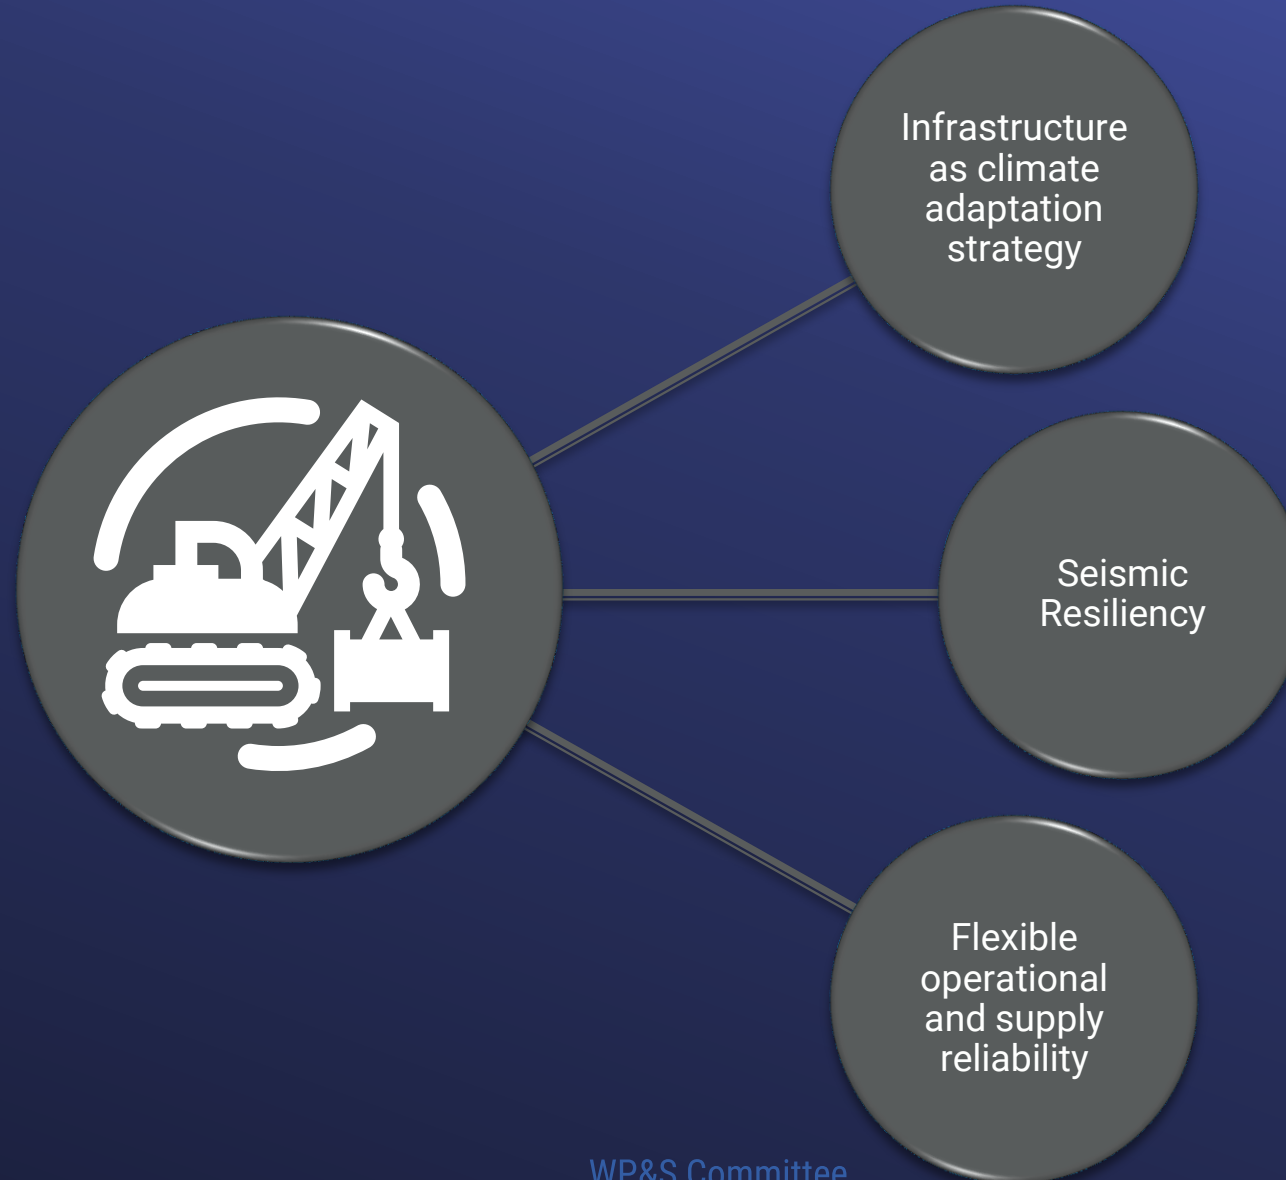 Infrastructure
as climate
adaptation
strategy
Seismic
Resiliency
Flexible
operational
and supply
reliability
WP&S Committee